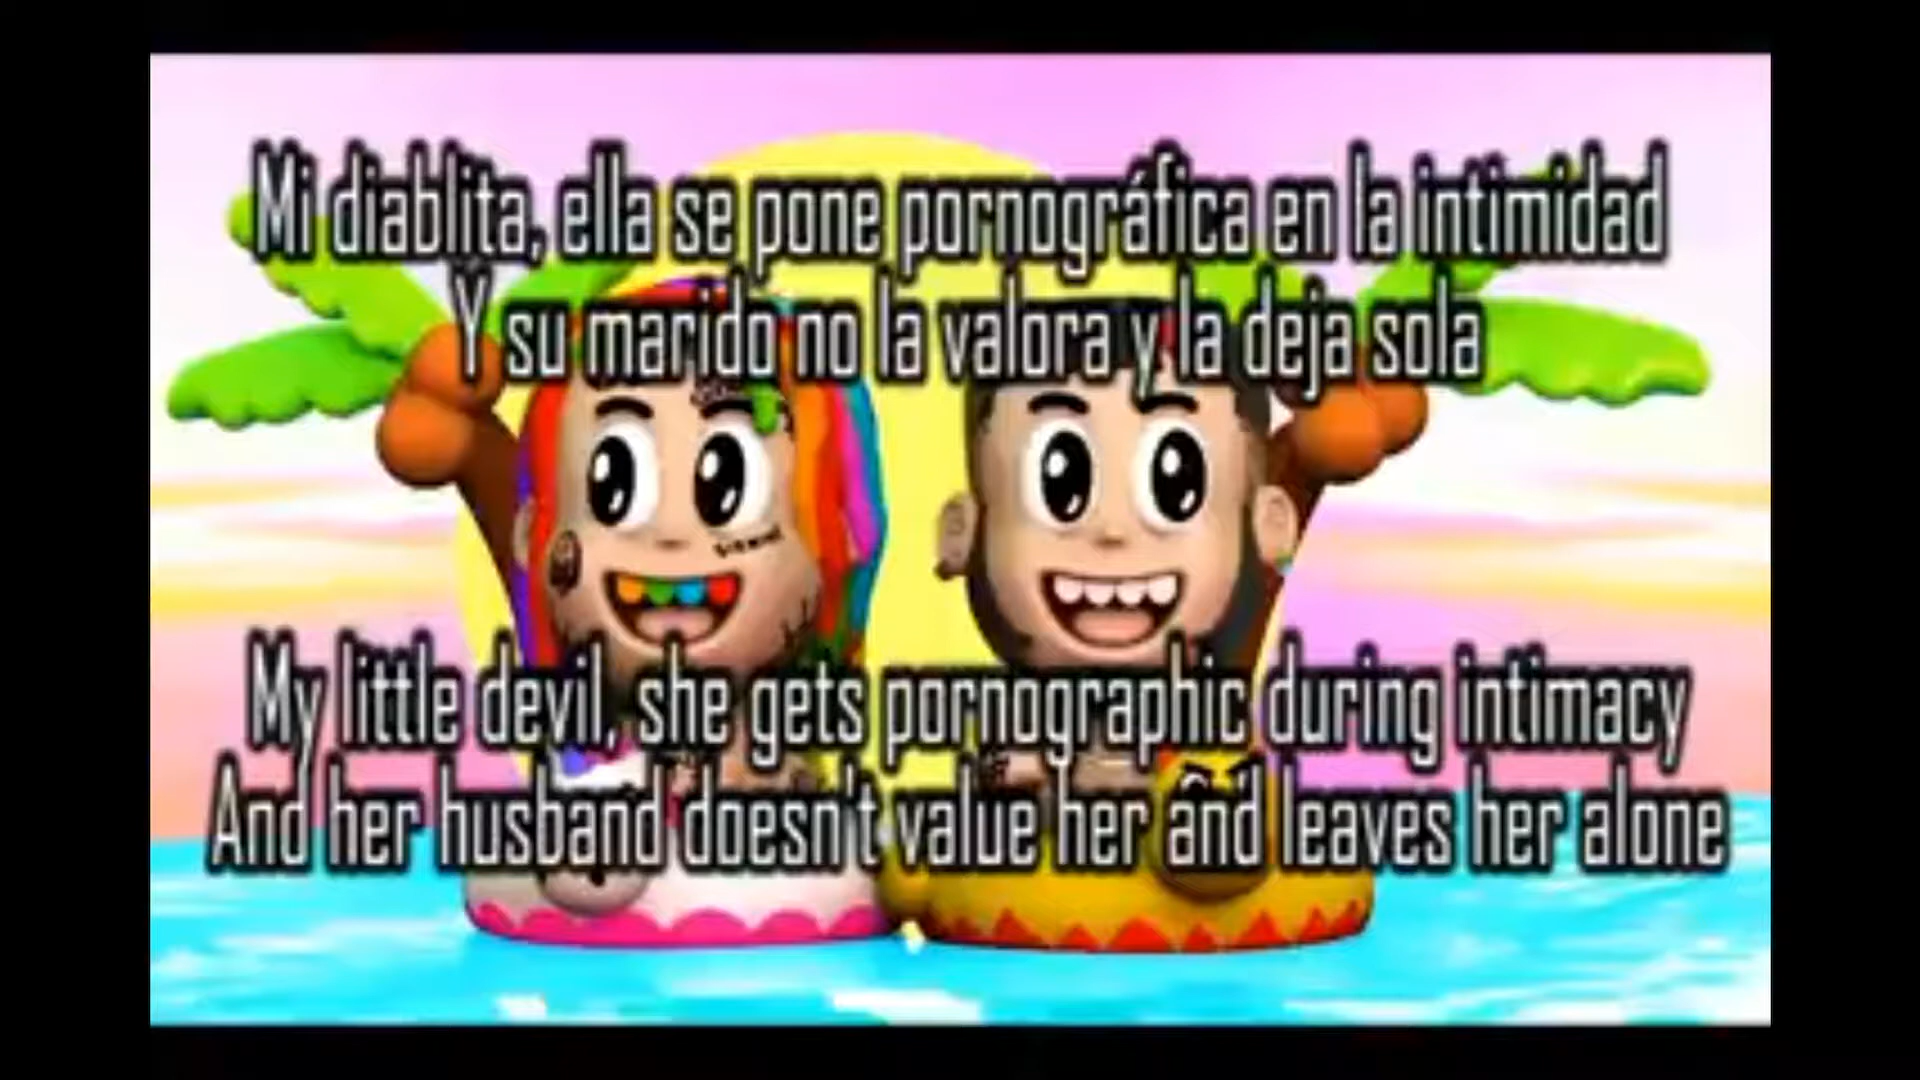 Mi diablita, ella se pone pornográfica en la intimidad
Y su marido no la valora y la deja sola
My little devil, she gets pornographic during intimacy
And her husband doesn't value her and leaves her alone